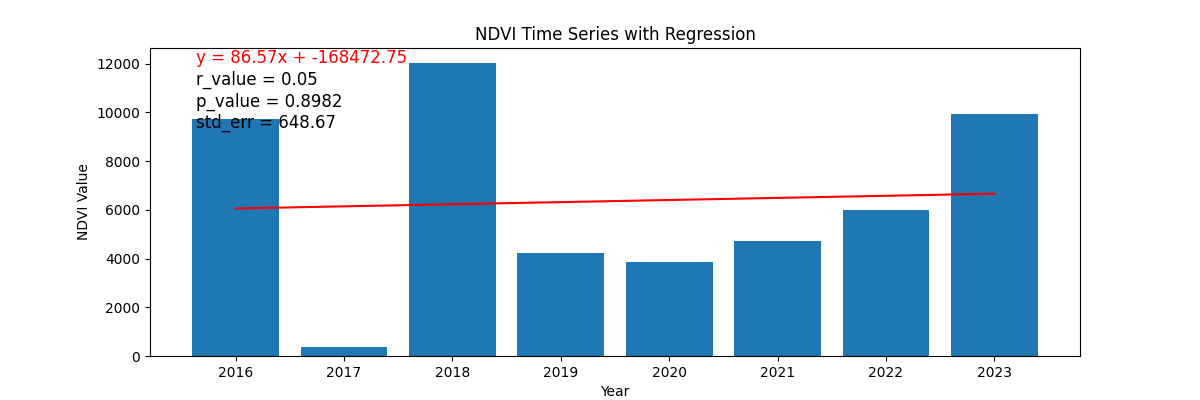 NDVI Time Series with Regression
y = 86.57x + -168472.75
r_value = 0.05
p_value = 0.8982
std_err = 648.67
12000
10000
8000
6000
4000
2000
0
NDVI Value
2016 2017 2018 2019 2020 2021 2022 2023
Year